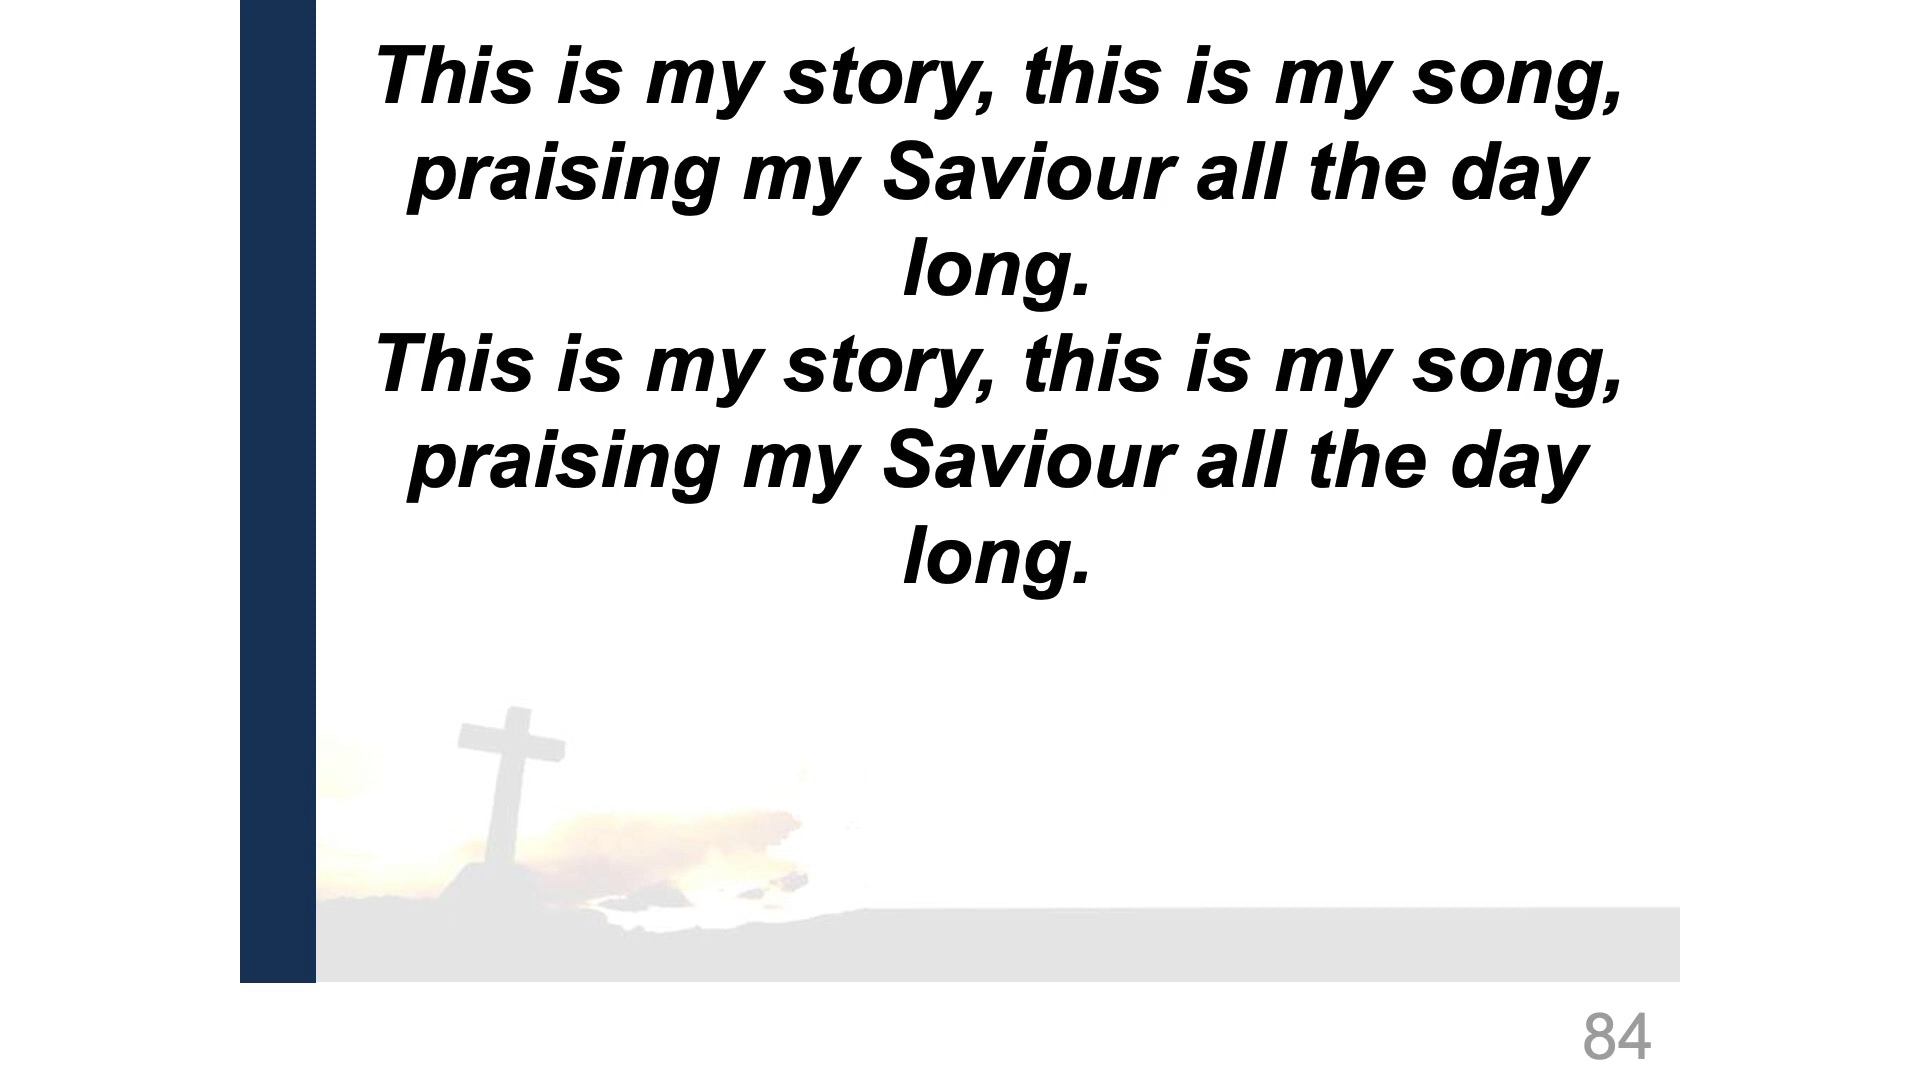 This is my story, this is my song,
praising my Saviour all the day
long.
This is my story, this is my song,
praising my Saviour all the day
long.
84